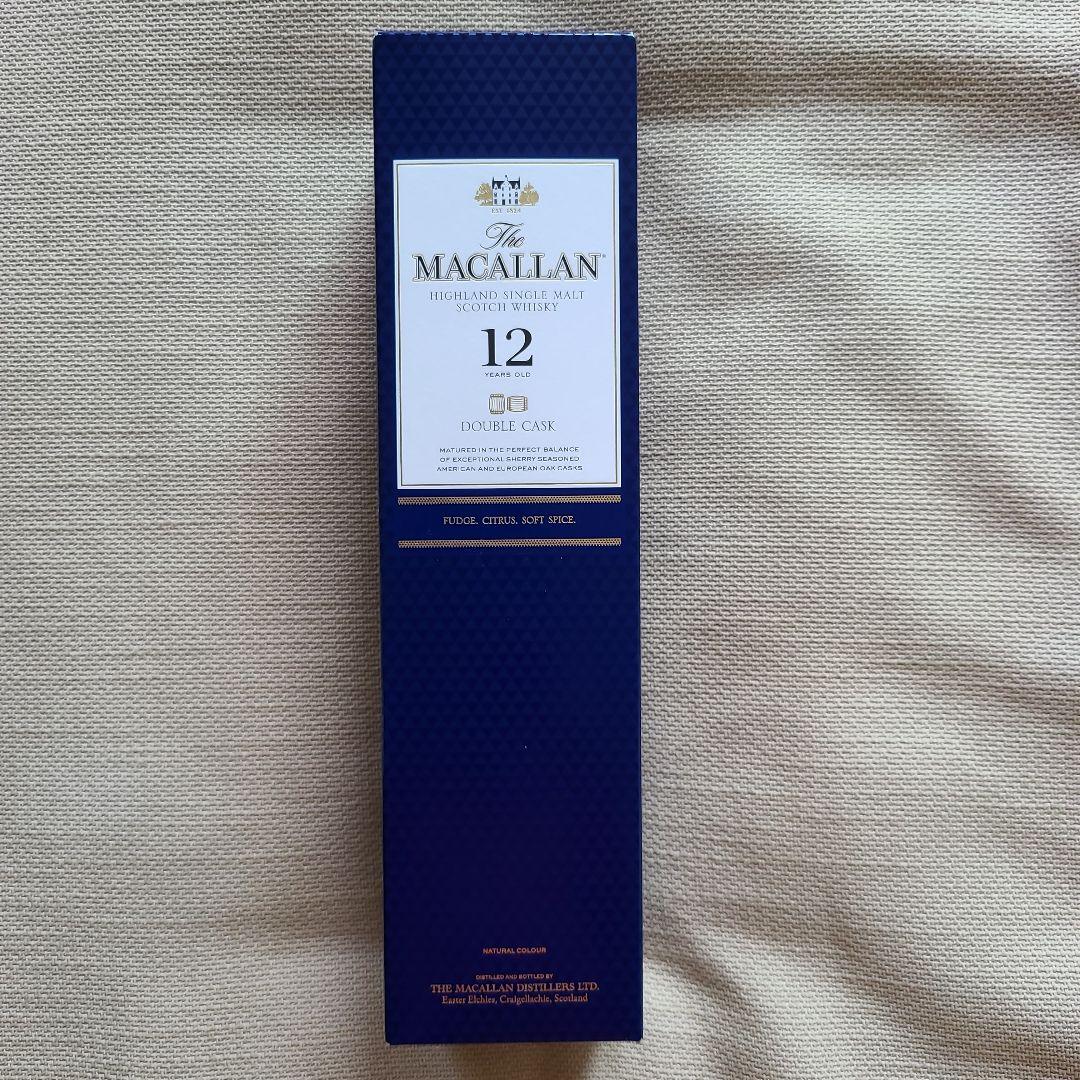 EST. 1824
The
MACALLAN®
HIGHLAND SINGLE MALT
SCOTCH WHISKY
12
YEARS OLD
DOUBLE CASK
MATURED IN THE PERFECT BALANCE
OF EXCEPTIONAL SHERRY SEASONED
AMERICAN AND EUROPEAN OAK CASKS
FUDGE. CITRUS. SOFT SPICE.
NATURAL COLOUR
DISTILLED AND BOTTLED BY
THE MACALLAN DISTILLERS LTD.
Easter Elchies, Craigellachie, Scotland